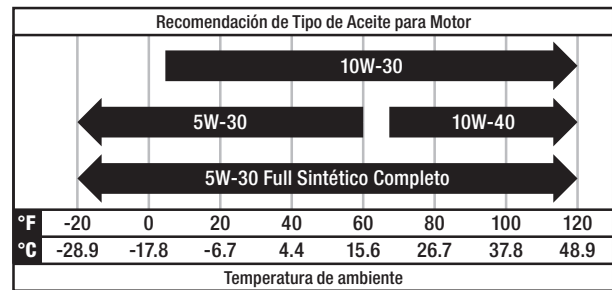 Recomendación de Tipo de Aceite para Motor
10W-30
5W-30 10W-40
5W-30 Full Sintético Completo
°F -20 0 20 40 60 80 100 120
°C -28.9 -17.8 -6.7 4.4 15.6 26.7 37.8 48.9
Temperatura de ambiente